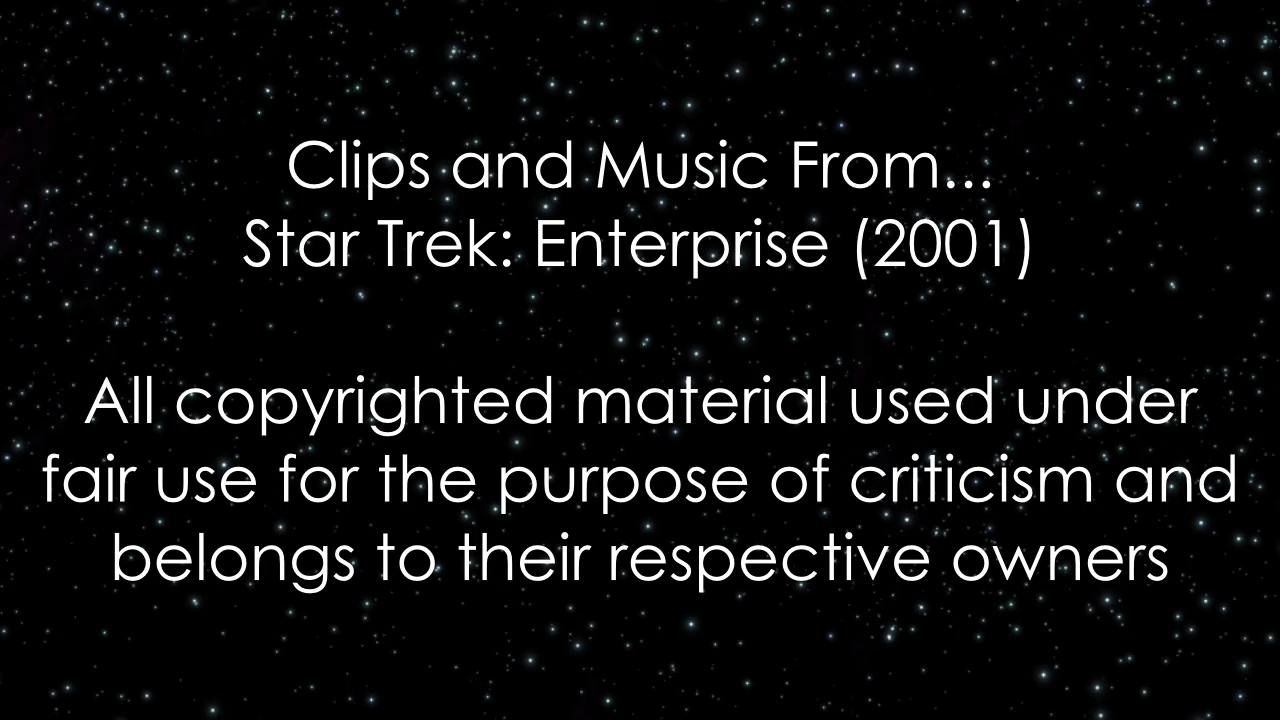 Clips and Music From...
Star Trek: Enterprise (2001)
All copyrighted material used under
fair use for the purpose of criticism and
belongs to their respective owners